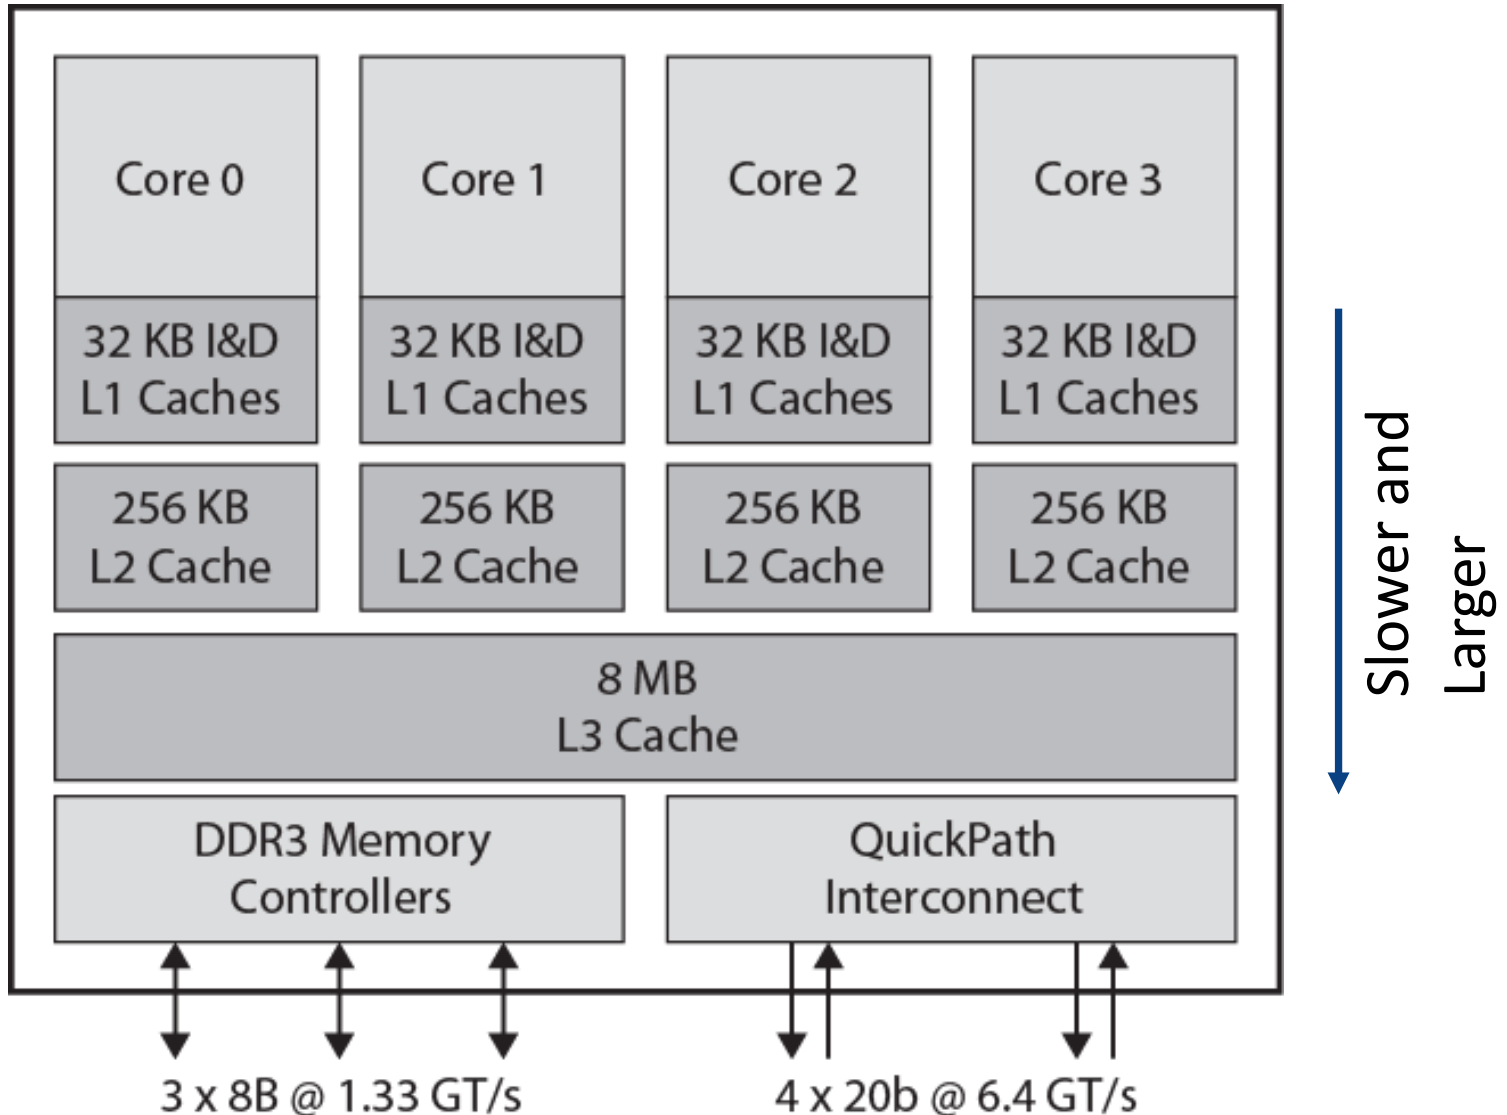 Core 0
Core 1
Core 2
Core 3
32 KB I&D
L1 Caches
32 KB I&D
L1 Caches
32 KB I&D
L1 Caches
32 KB I&D
L1 Caches
256 KB
L2 Cache
256 KB
L2 Cache
256 KB
L2 Cache
256 KB
L2 Cache
8 MB
L3 Cache
DDR3 Memory
Controllers
QuickPath
Interconnect
3 x 8B @ 1.33 GT/s
4 x 20b @ 6.4 GT/s
Slower and
Larger